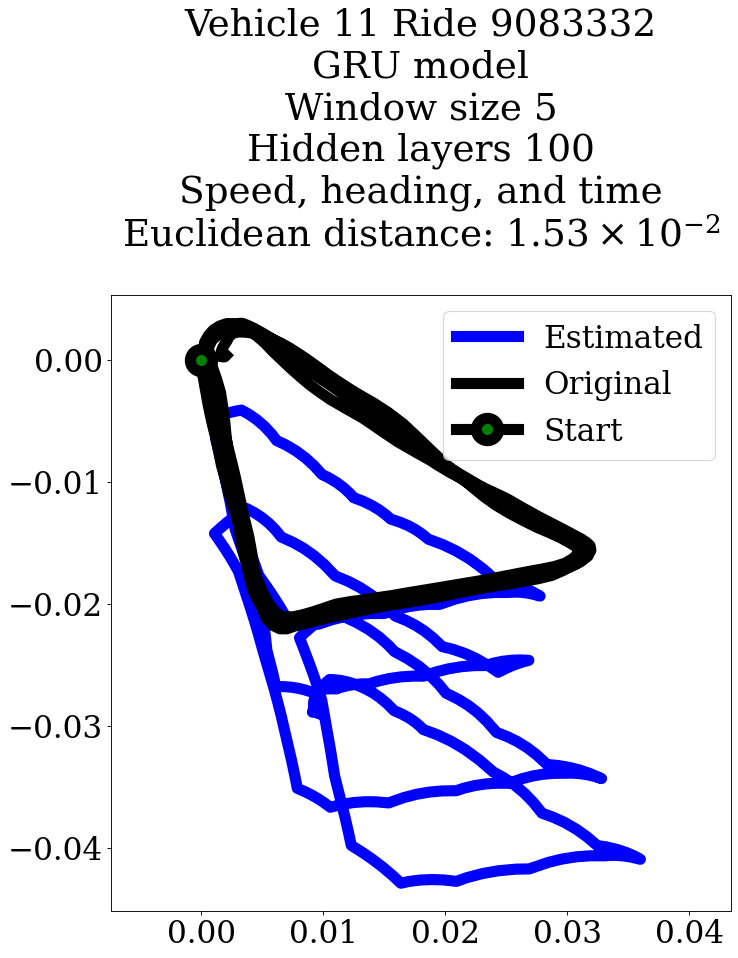 Vehicle 11 Ride 9083332
GRU model
Window size 5
Hidden layers 100
Speed, heading, and time
Euclidean distance: 1.53 × 10⁻²
Estimated
Original
Start
0.00
−0.01
−0.02
−0.03
−0.04
0.00 0.01 0.02 0.03 0.04